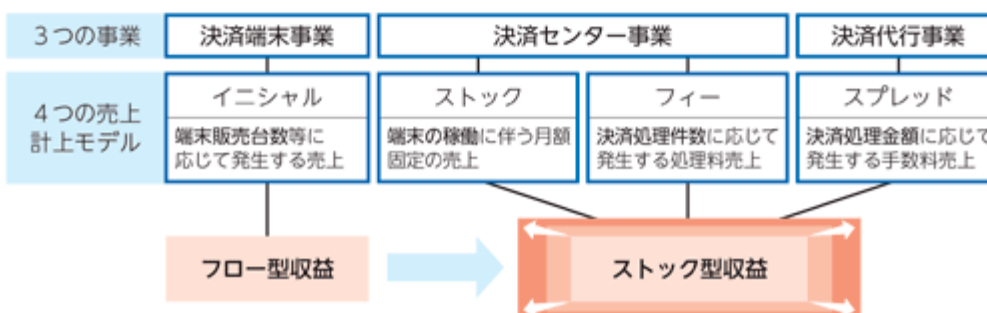 ３つの事業
決済端末事業
決済センター事業
決済代行事業
４つの売上
計上モデル
イニシャル
端末販売台数等に
応じて発生する売上
ストック
端末の稼働に伴う月額
固定の売上
フィー
決済処理件数に応じて
発生する処理料売上
スプレッド
決済処理金額に応じて
発生する手数料売上
フロー型収益
ストック型収益